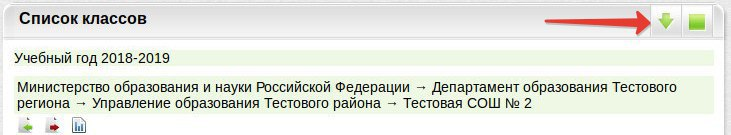 Список классов
Учебный год 2018-2019
Министерство образования и науки Российской Федерации → Департамент образования Тестового
региона → Управление образования Тестового района → Тестовая СОШ № 2